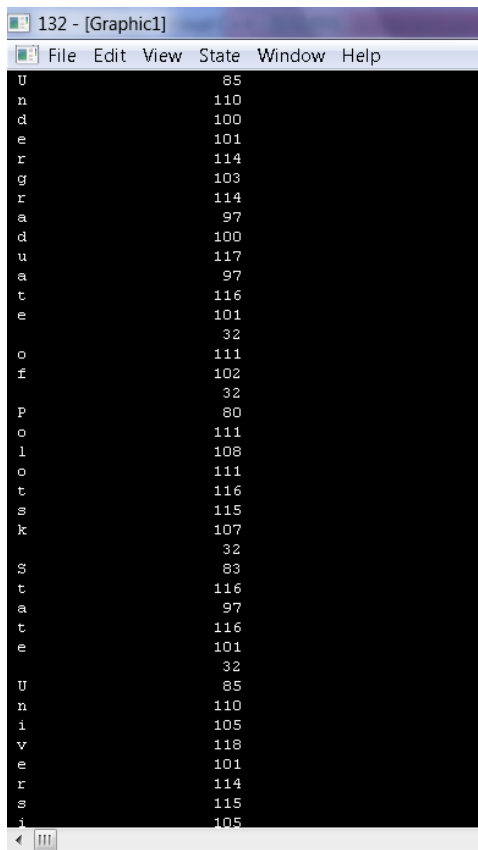 132 - [Graphic1]
File Edit View State Window Help
U 85
n 110
d 100
e 101
r 114
g 103
r 114
a 97
d 100
u 117
a 97
t 116
e 101
32
o 111
f 102
32
P 80
o 111
l 108
o 111
t 116
s 115
k 107
32
S 83
t 116
a 97
t 116
e 101
32
U 85
n 110
i 105
v 118
e 101
r 114
s 115
i 105